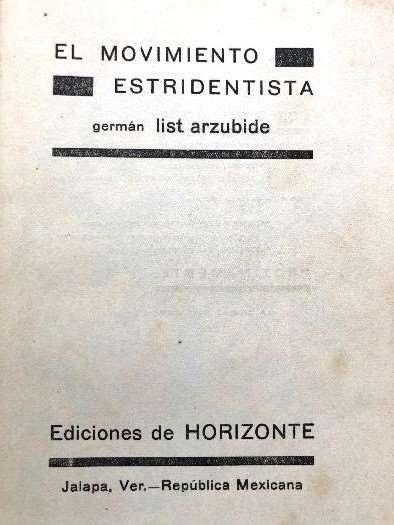 EL MOVIMIENTO
ESTRIDENTISTA
germán list arzubide
Ediciones de HORIZONTE
Jalapa, Ver.—República Mexicana